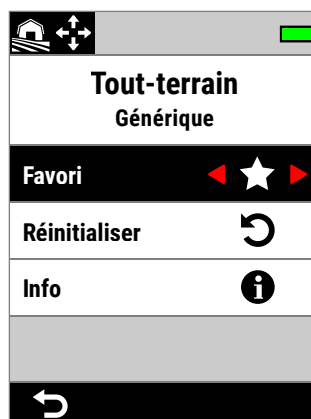 Tout-terrain
Générique
Favori
Réinitialiser
Info